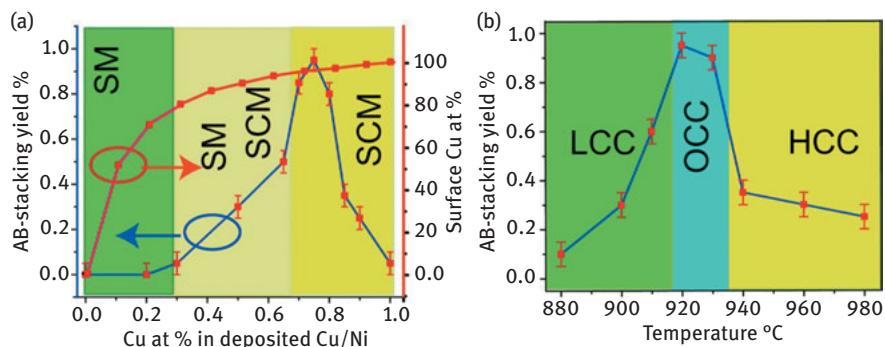 (a)
AB-stacking yield %
1.0
0.8
0.6
0.4
0.2
0.0
SM
SM
SCM
SCM
100
80
60
40
20
0.0
Surface Cu at %
0.0 0.2 0.4 0.6 0.8 1.0
Cu at % in deposited Cu/Ni
(b)
AB-stacking yield %
1.0
0.8
0.6
0.4
0.2
0.0
LCC
OCC
HCC
880 900 920 940 960 980
Temperature °C